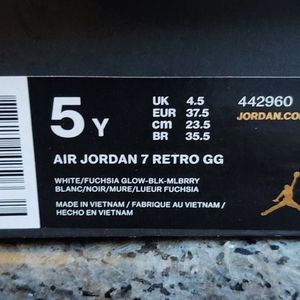 5 Y
UK 4.5
EUR 37.5
cm 23.5
BR 35.5
442960
JORDAN.CO
AIR JORDAN 7 RETRO GG
WHITE/FUCHSIA GLOW-BLK-MLBRRY
BLANC/NOIR/MURE/LUEUR FUCHSIA
MADE IN VIETNAM / FABRIQUE AU VIETNAM /
HECHO EN VIETNAM